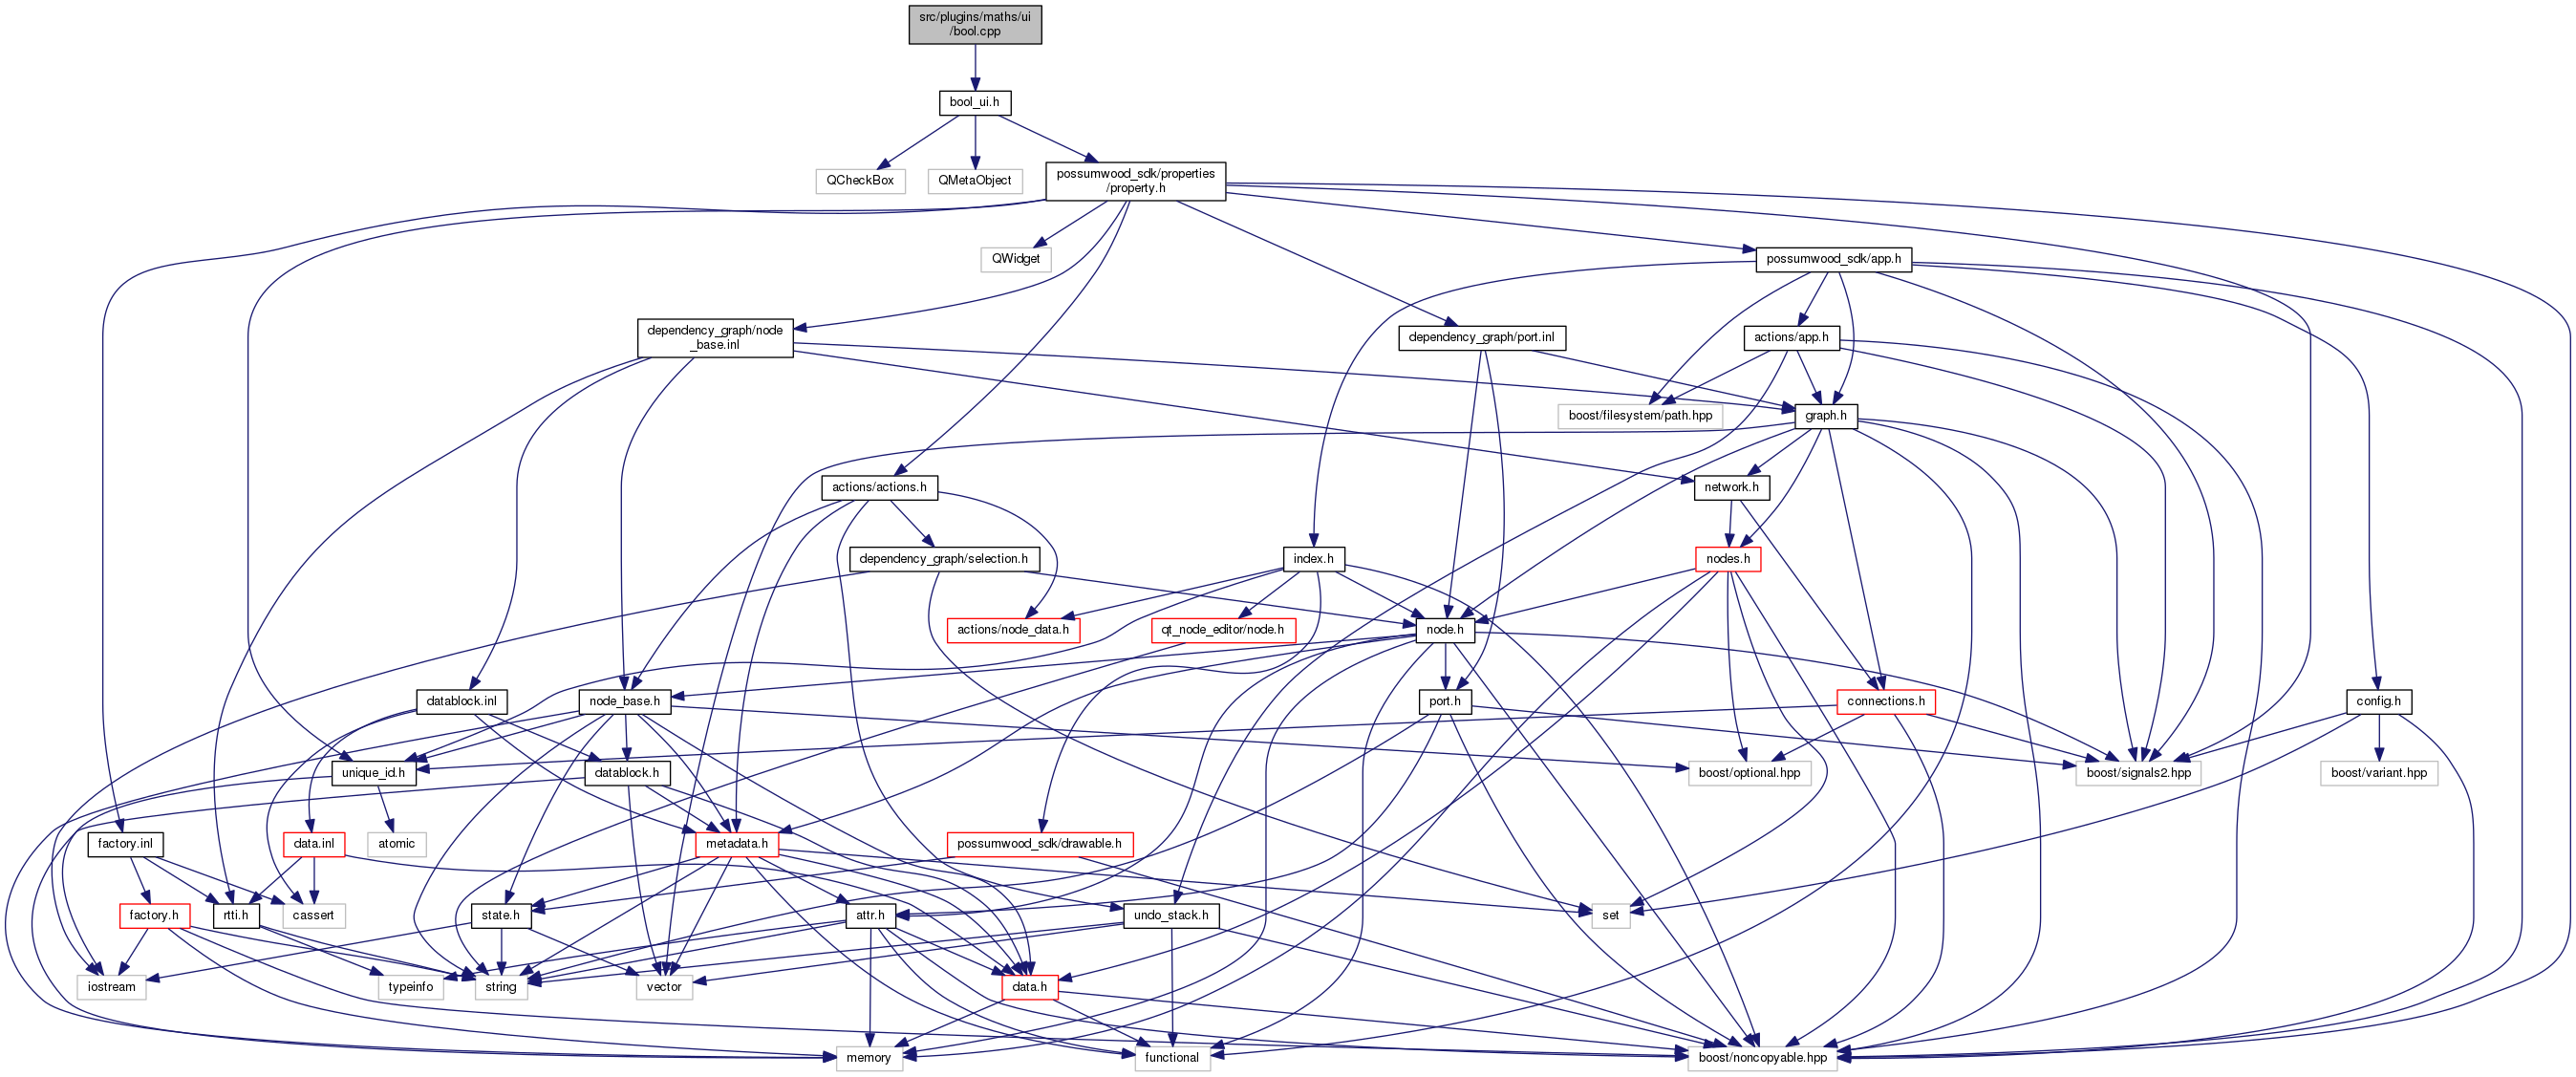 src/plugins/maths/ui
/bool.cpp
bool_ui.h
QCheckBox
QMetaObject
possumwood_sdk/properties
/property.h
QWidget
possumwood_sdk/app.h
dependency_graph/node
_base.inl
dependency_graph/port.inl
actions/app.h
boost/filesystem/path.hpp
graph.h
actions/actions.h
network.h
dependency_graph/selection.h
index.h
nodes.h
actions/node_data.h
qt_node_editor/node.h
node.h
datablock.inl
node_base.h
port.h
connections.h
config.h
unique_id.h
datablock.h
boost/optional.hpp
boost/signals2.hpp
boost/variant.hpp
factory.inl
data.inl
atomic
metadata.h
possumwood_sdk/drawable.h
factory.h
rtti.h
cassert
state.h
attr.h
undo_stack.h
set
iostream
typeinfo
string
vector
data.h
memory
functional
boost/noncopyable.hpp